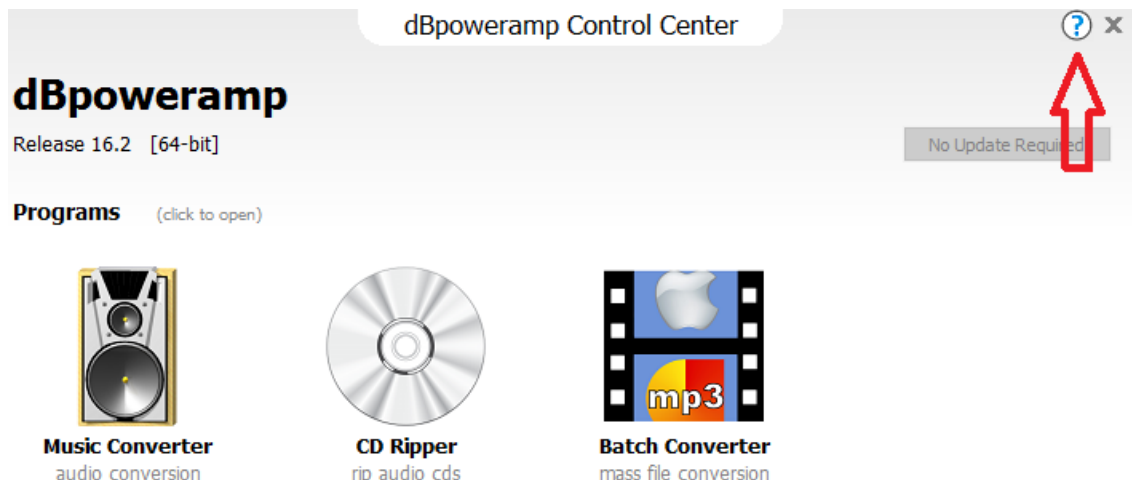 dBpoweramp Control Center
?
dBpoweramp
Release 16.2 [64-bit]
No Update Required
Programs (click to open)
mp3
Music Converter CD Ripper Batch Converter
audio conversion rip audio cds mass file conversion